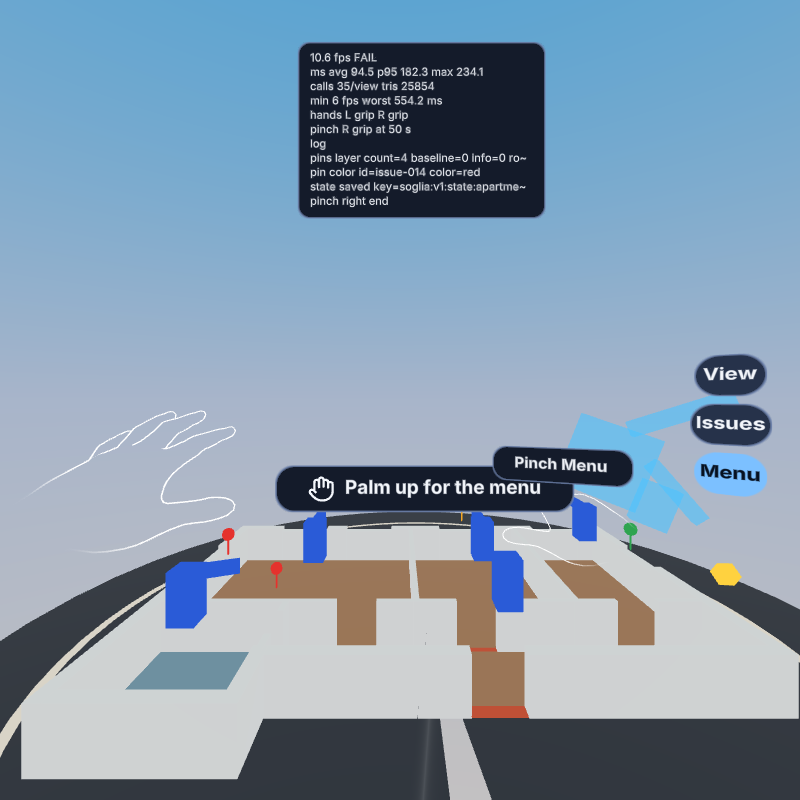 10.6 fps FAIL
ms avg 94.5 p95 182.3 max 234.1
calls 35/view tris 25854
min 6 fps worst 554.2 ms
hands L grip R grip
pinch R grip at 50 s
log
pins layer count=4 baseline=0 info=0 ro~
pin color id=issue-014 color=red
state saved key=soglia:v1:state:apartme~
pinch right end
View
Issues
Menu
Pinch Menu
Palm up for the menu